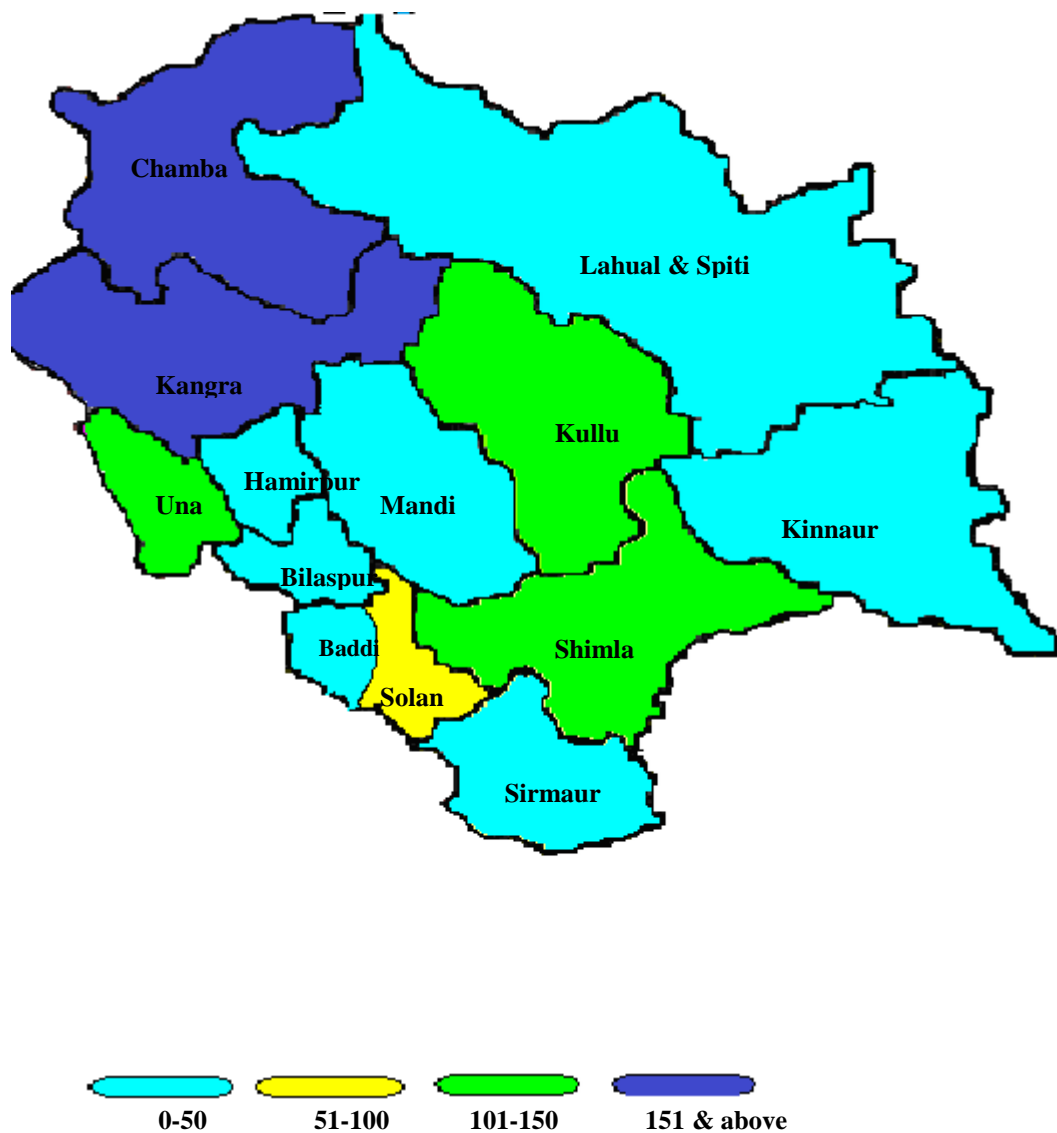 Chamba
Lahual & Spiti
Kangra
Kullu
Hamirpur
Una
Mandi
Kinnaur
Bilaspur
Baddi
Shimla
Solan
Sirmaur
0-50
51-100
101-150
151 & above